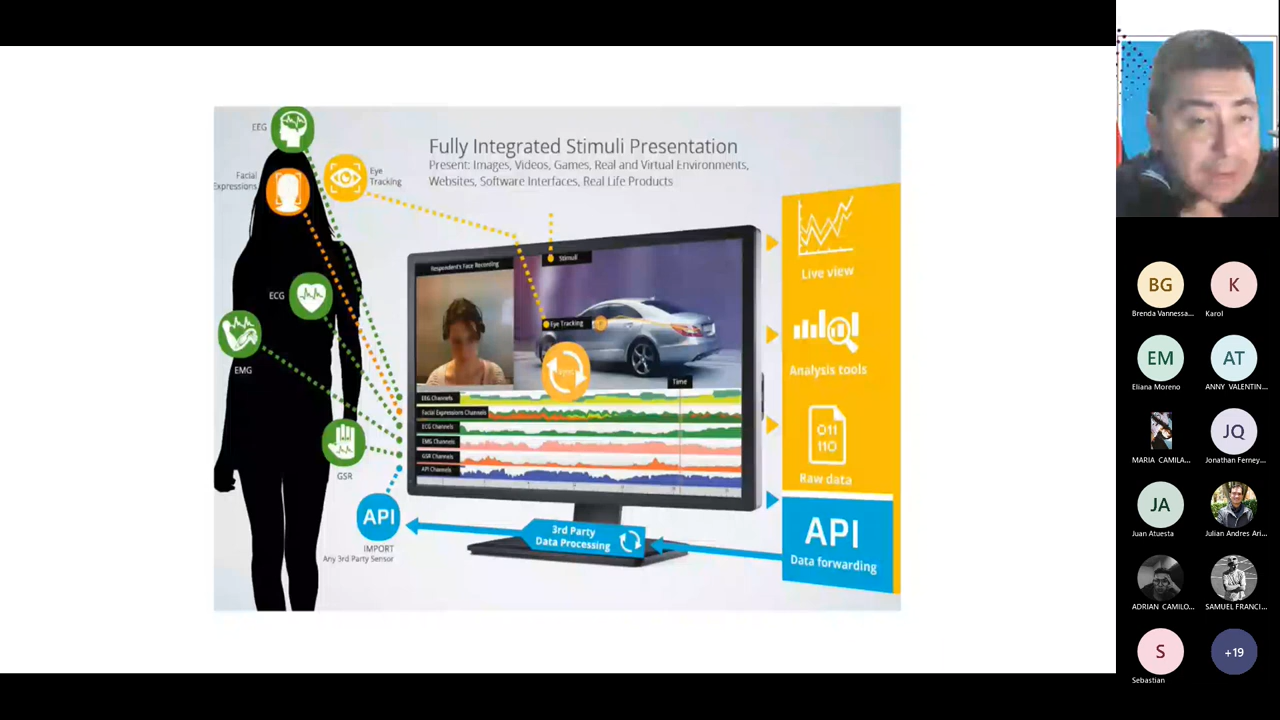 EEG
Facial
Expressions
Eye
Tracking
Fully Integrated Stimuli Presentation
Present: Images, Videos, Games, Real and Virtual Environments,
Websites, Software Interfaces, Real Life Products
ECG
EMG
GSR
API
IMPORT
Any 3rd Party Sensor
Respondent's Face Recording
Stimuli
Eye Tracking
Time
EEG Channels
Facial Expressions Channels
ECG Channels
EMG Channels
GSR Channels
API Channels
3rd Party
Data Processing
Live view
Analysis tools
011
110
Raw data
API
Data forwarding
BG
Brenda Vannessa...
K
Karol
EM
Eliana Moreno
AT
ANNY VALENTIN...
MARIA CAMILA...
JQ
Jonathan Ferney...
JA
Juan Atuesta
Julian Andres Ari...
ADRIAN CAMILO...
SAMUEL FRANCI...
S
Sebastian
+19